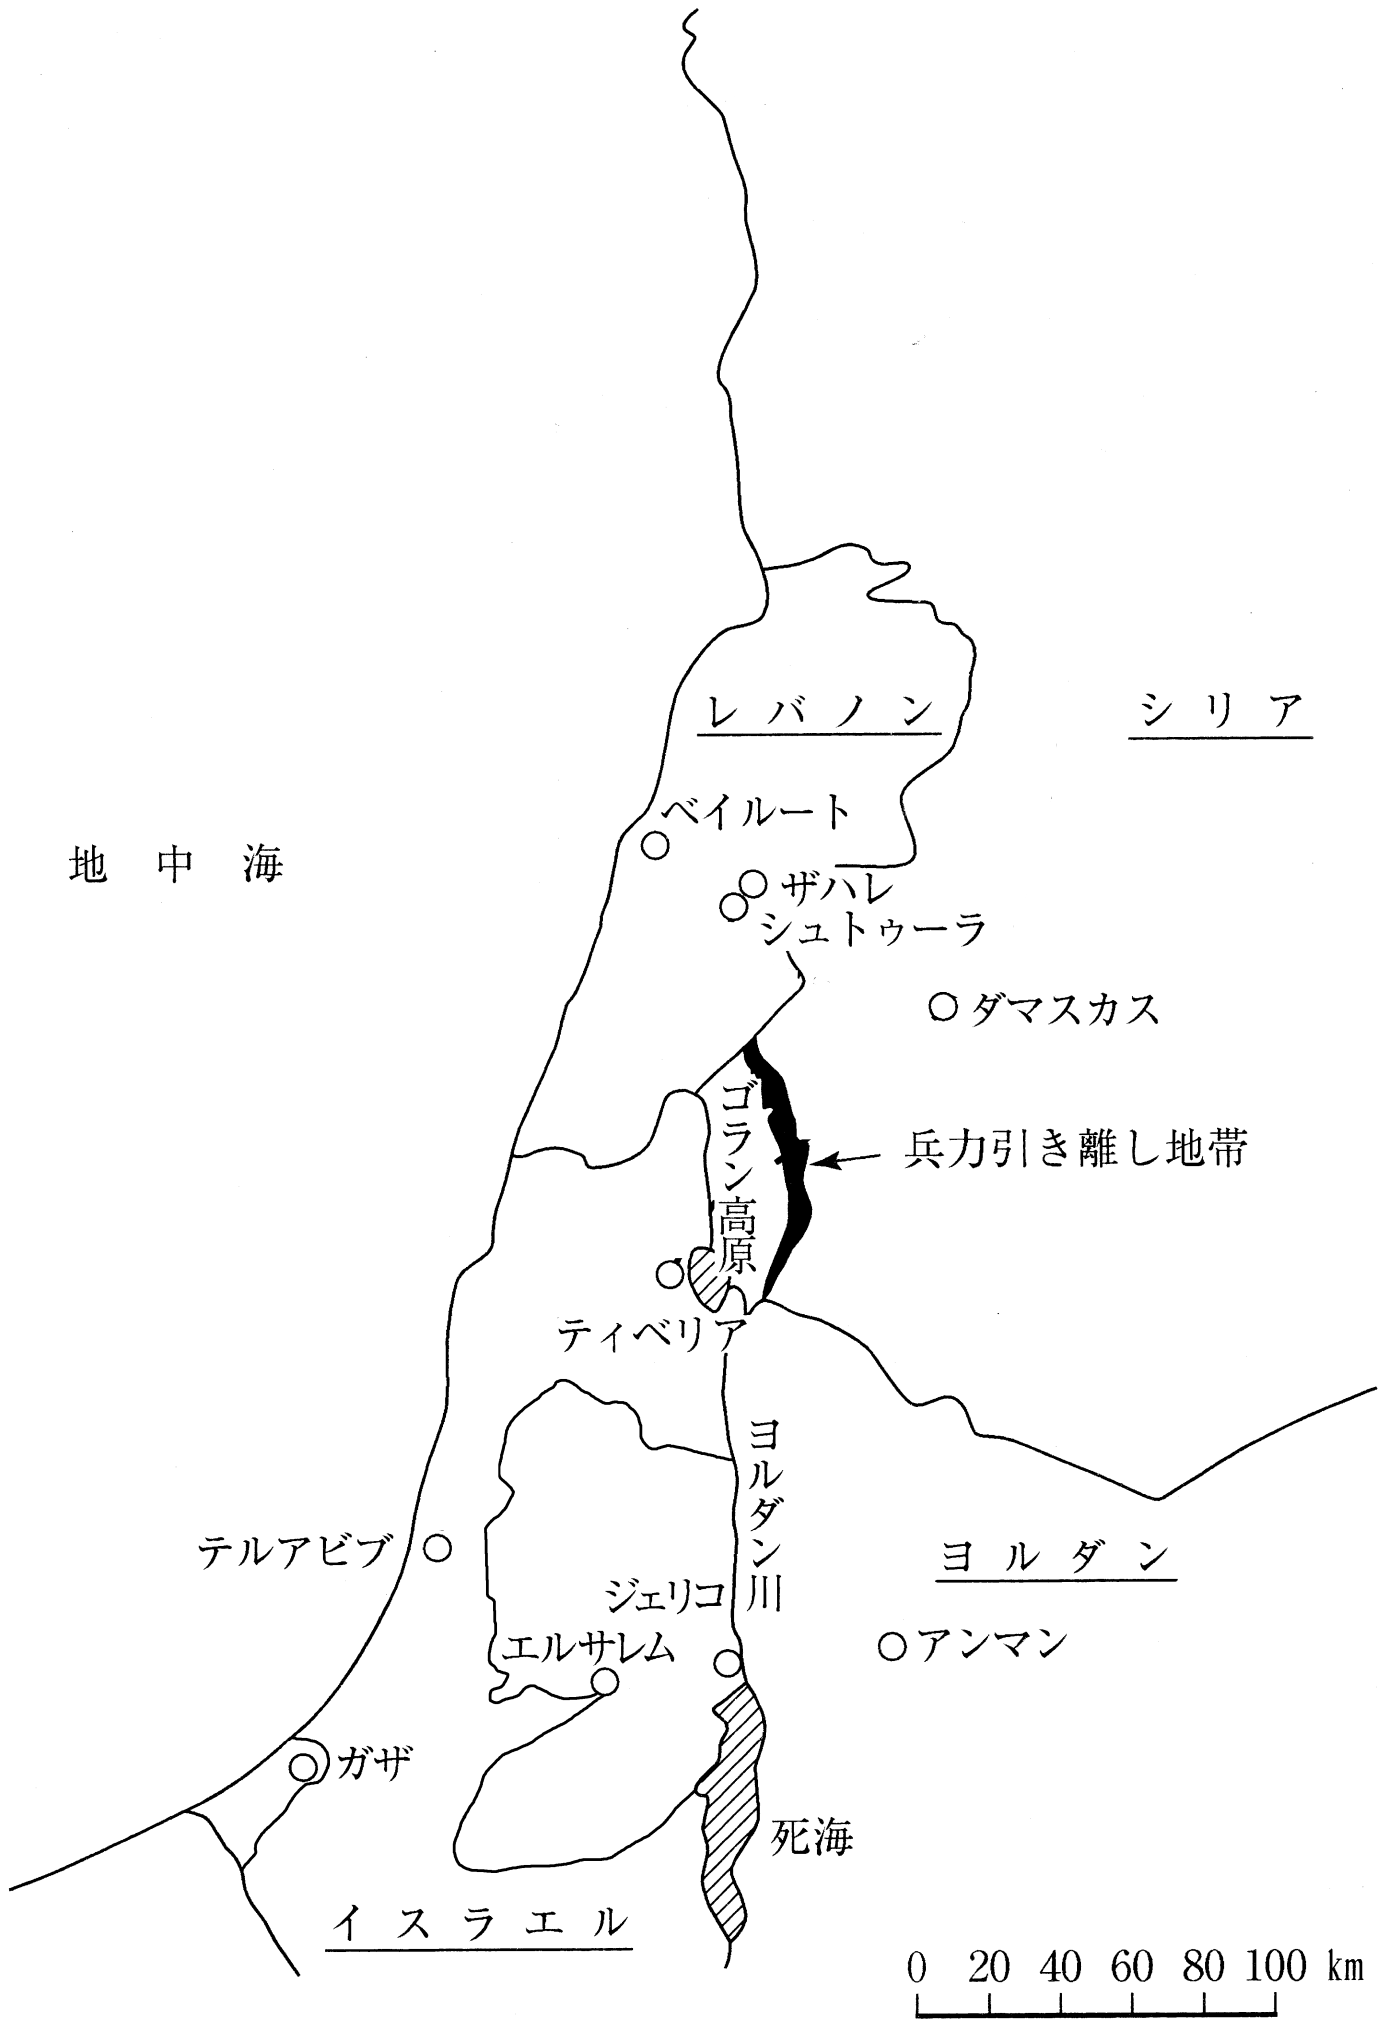 レバノン
シリア
ベイルート
地中海
ザハレ
シュトゥーラ
ダマスカス
ゴラン高原
兵力引き離し地帯
ティベリア
ヨルダン川
テルアビブ
ヨルダン
ジェリコ
エルサレム
アンマン
ガザ
死海
イスラエル
0 20 40 60 80 100 km